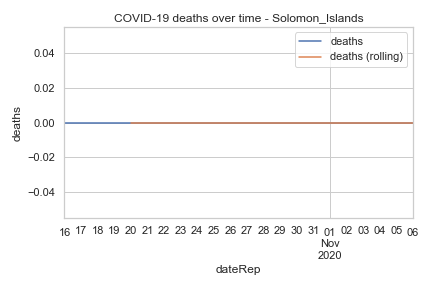 COVID-19 deaths over time - Solomon_Islands
deaths
deaths (rolling)
0.04
0.02
0.00
−0.02
−0.04
deaths
16 17 18 19 20 21 22 23 24 25 26 27 28 29 30 31 01 02 03 04 05 06
Nov
2020
dateRep